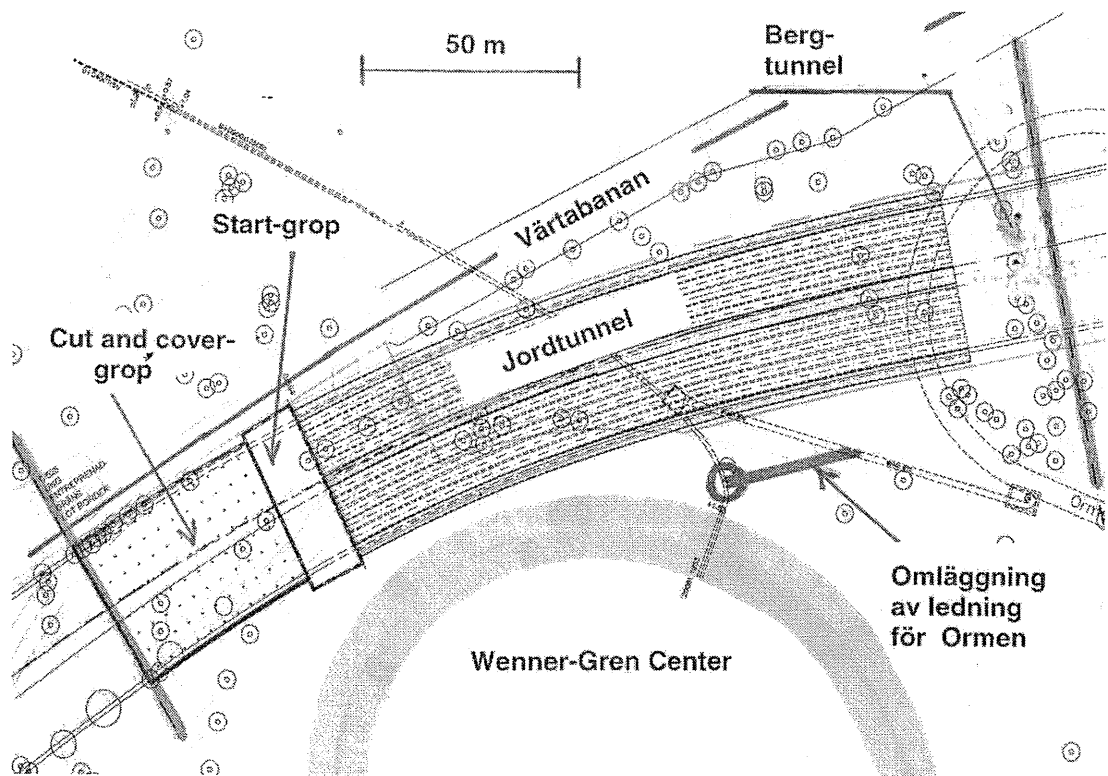 50 m
Berg-
tunnel
Start-grop
Värtabanan
Cut and cover-
grop
Jordtunnel
Omläggning
av ledning
för Ormen
Wenner-Gren Center